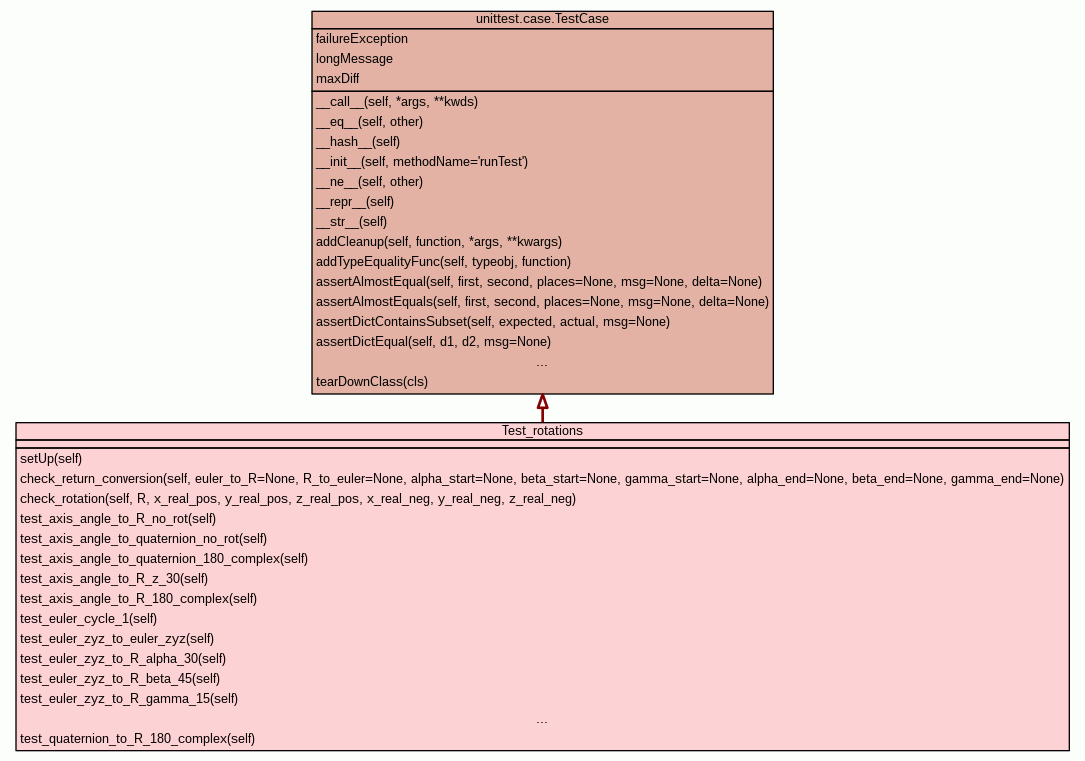 unittest.case.TestCase
failureException
longMessage
maxDiff
__call__(self, *args, **kwds)
__eq__(self, other)
__hash__(self)
__init__(self, methodName='runTest')
__ne__(self, other)
__repr__(self)
__str__(self)
addCleanup(self, function, *args, **kwargs)
addTypeEqualityFunc(self, typeobj, function)
assertAlmostEqual(self, first, second, places=None, msg=None, delta=None)
assertAlmostEquals(self, first, second, places=None, msg=None, delta=None)
assertDictContainsSubset(self, expected, actual, msg=None)
assertDictEqual(self, d1, d2, msg=None)
...
tearDownClass(cls)
Test_rotations
setUp(self)
check_return_conversion(self, euler_to_R=None, R_to_euler=None, alpha_start=None, beta_start=None, gamma_start=None, alpha_end=None, beta_end=None, gamma_end=None)
check_rotation(self, R, x_real_pos, y_real_pos, z_real_pos, x_real_neg, y_real_neg, z_real_neg)
test_axis_angle_to_R_no_rot(self)
test_axis_angle_to_quaternion_no_rot(self)
test_axis_angle_to_quaternion_180_complex(self)
test_axis_angle_to_R_z_30(self)
test_axis_angle_to_R_180_complex(self)
test_euler_cycle_1(self)
test_euler_zyz_to_euler_zyz(self)
test_euler_zyz_to_R_alpha_30(self)
test_euler_zyz_to_R_beta_45(self)
test_euler_zyz_to_R_gamma_15(self)
...
test_quaternion_to_R_180_complex(self)